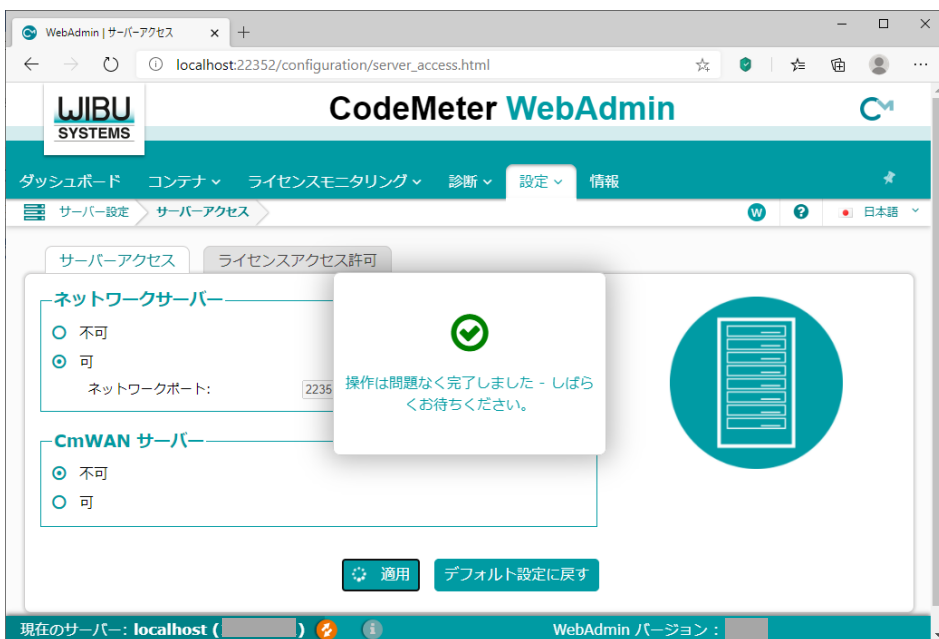 WebAdmin | サーバーアクセス
localhost:22352/configuration/server_access.html
WIBU
SYSTEMS
CodeMeter WebAdmin
ダッシュボード コンテナ ライセンスモニタリング 診断 設定 情報
サーバー設定 サーバーアクセス W ? 日本語
サーバーアクセス ライセンスアクセス許可
ネットワークサーバー
不可
可
ネットワークポート: 2235
操作は問題なく完了しました - しばら
くお待ちください。
CmWAN サーバー
不可
可
適用 デフォルト設定に戻す
現在のサーバー: localhost ( ) WebAdmin バージョン :